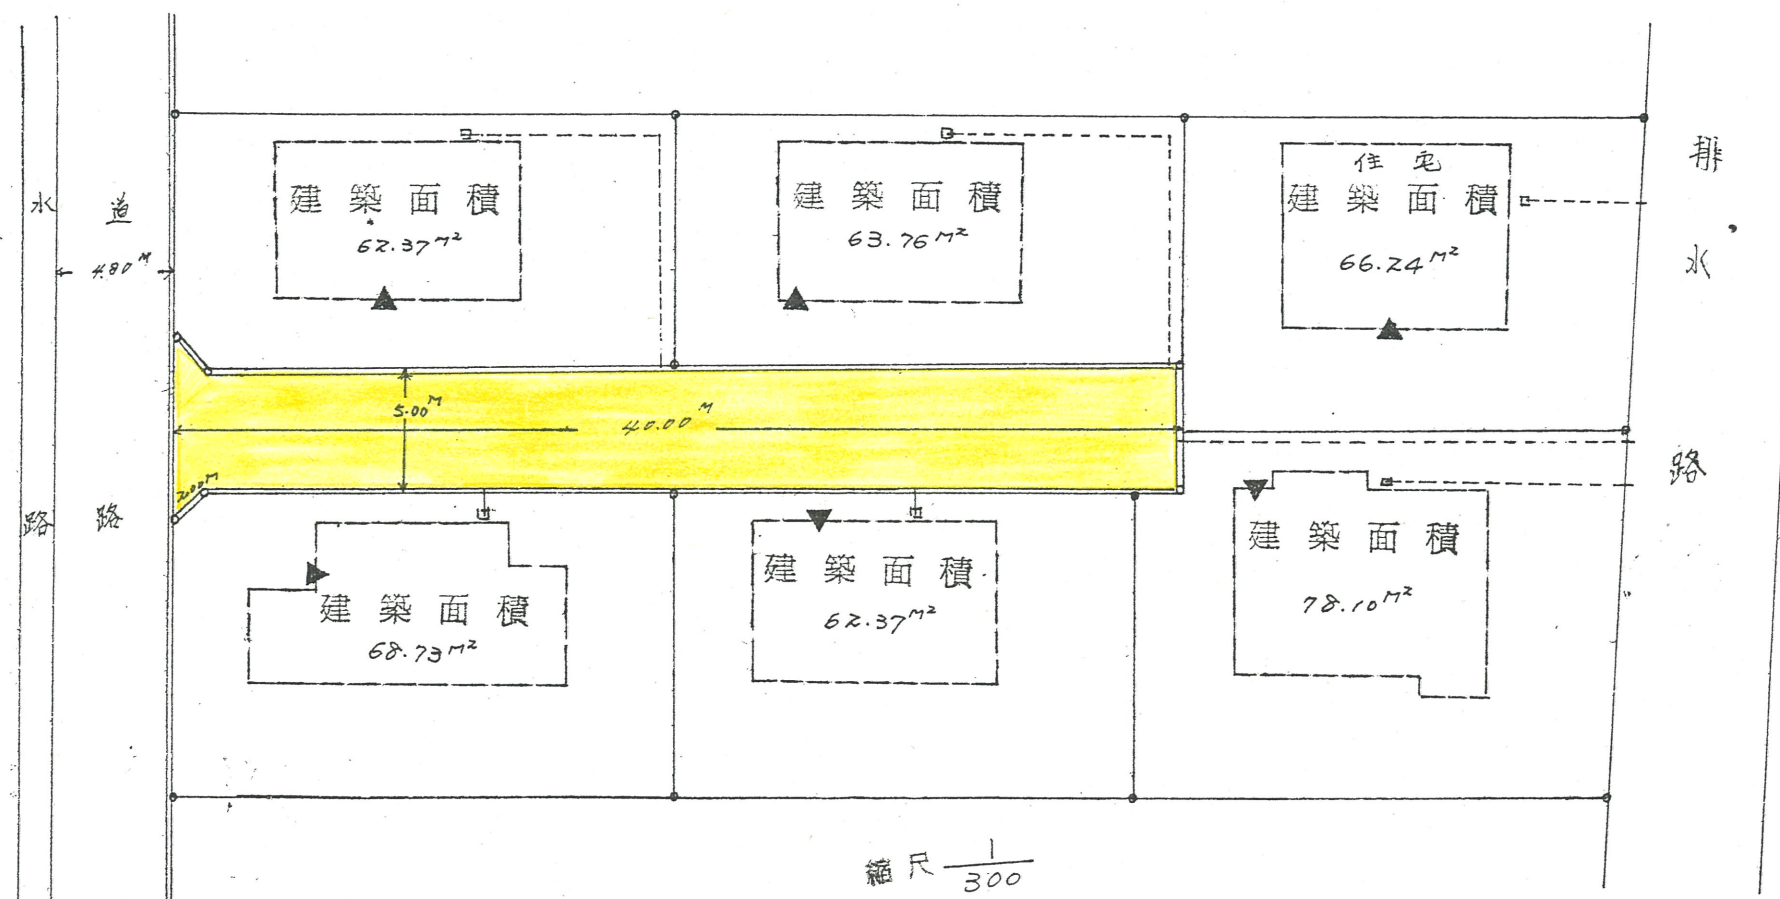 水路
道路
4.80M
建築面積
62.37M²
建築面積
63.76M²
住宅
建築面積
66.24M²
排水路
5.00M
40.00M
2.00M
建築面積
68.73M²
建築面積
62.37M²
建築面積
78.10M²
縮尺 1/300